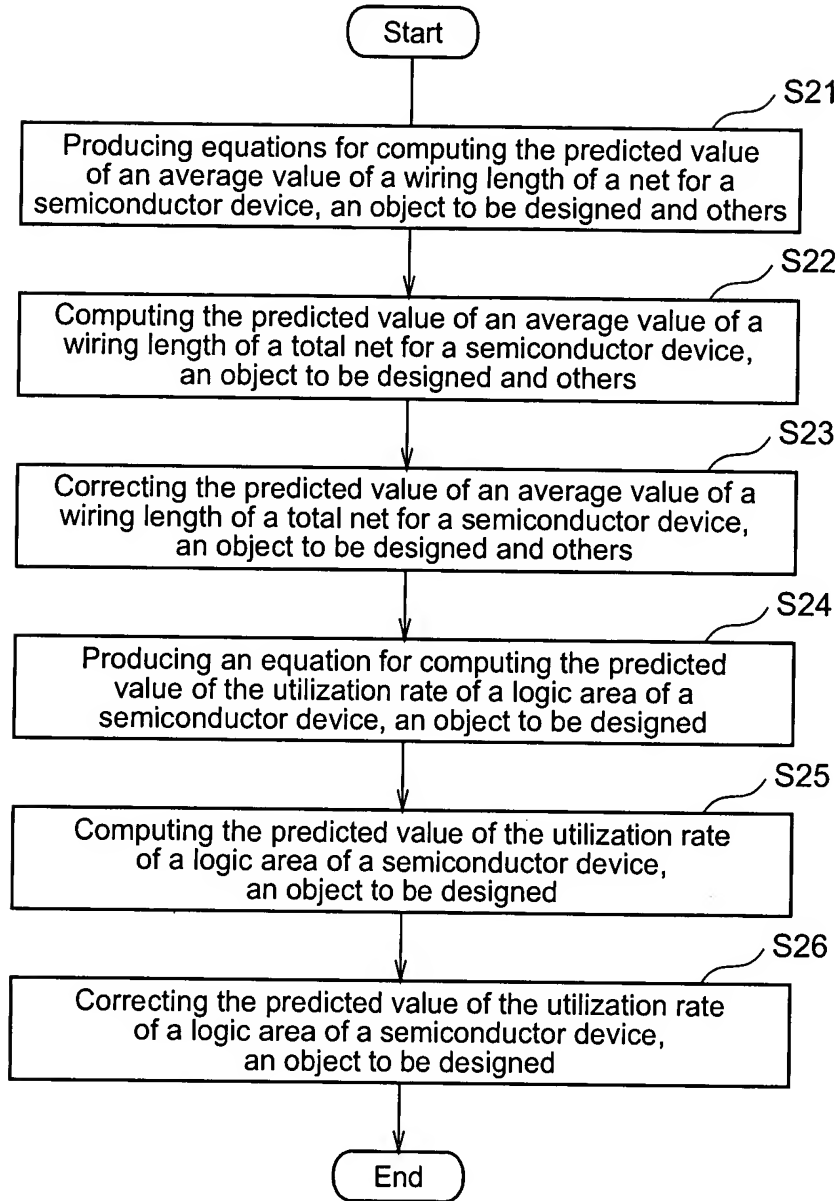 Start
S21
Producing equations for computing the predicted value
of an average value of a wiring length of a net for a
semiconductor device, an object to be designed and others
S22
Computing the predicted value of an average value of a
wiring length of a total net for a semiconductor device,
an object to be designed and others
S23
Correcting the predicted value of an average value of a
wiring length of a total net for a semiconductor device,
an object to be designed and others
S24
Producing an equation for computing the predicted
value of the utilization rate of a logic area of a
semiconductor device, an object to be designed
S25
Computing the predicted value of the utilization rate
of a logic area of a semiconductor device,
an object to be designed
S26
Correcting the predicted value of the utilization rate
of a logic area of a semiconductor device,
an object to be designed
End